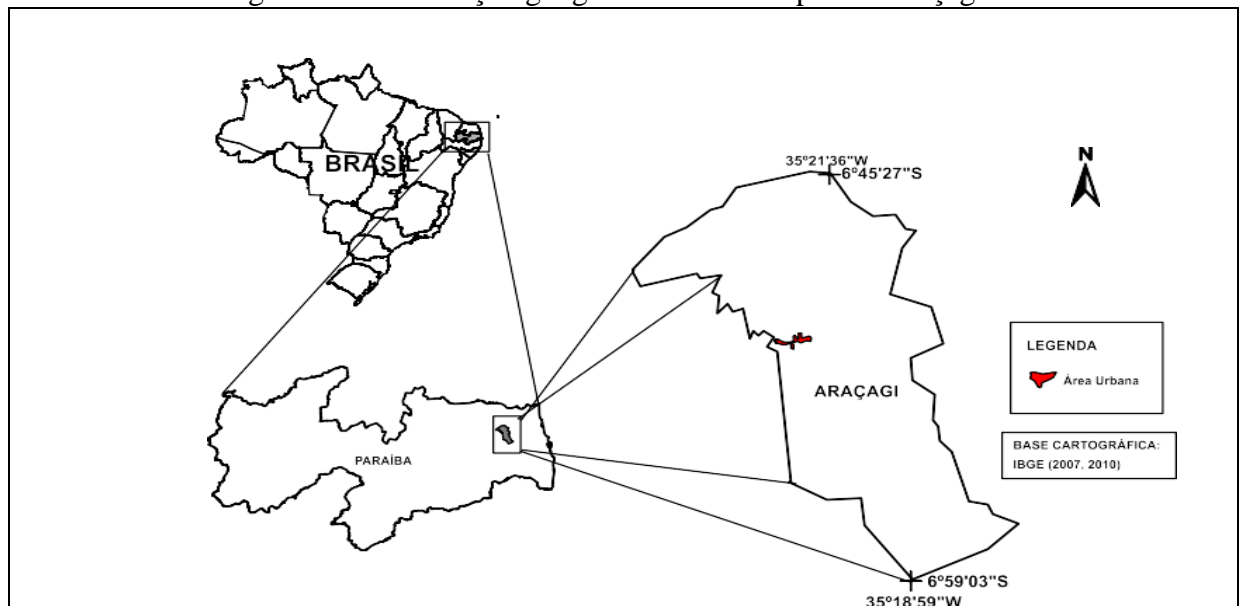 BRASIL
35º21'36"W
6º45'27"S
N
LEGENDA
Área Urbana
ARAÇAGI
BASE CARTOGRÁFICA:
IBGE (2007, 2010)
PARAÍBA
6º59'03"S
35º18'59"W